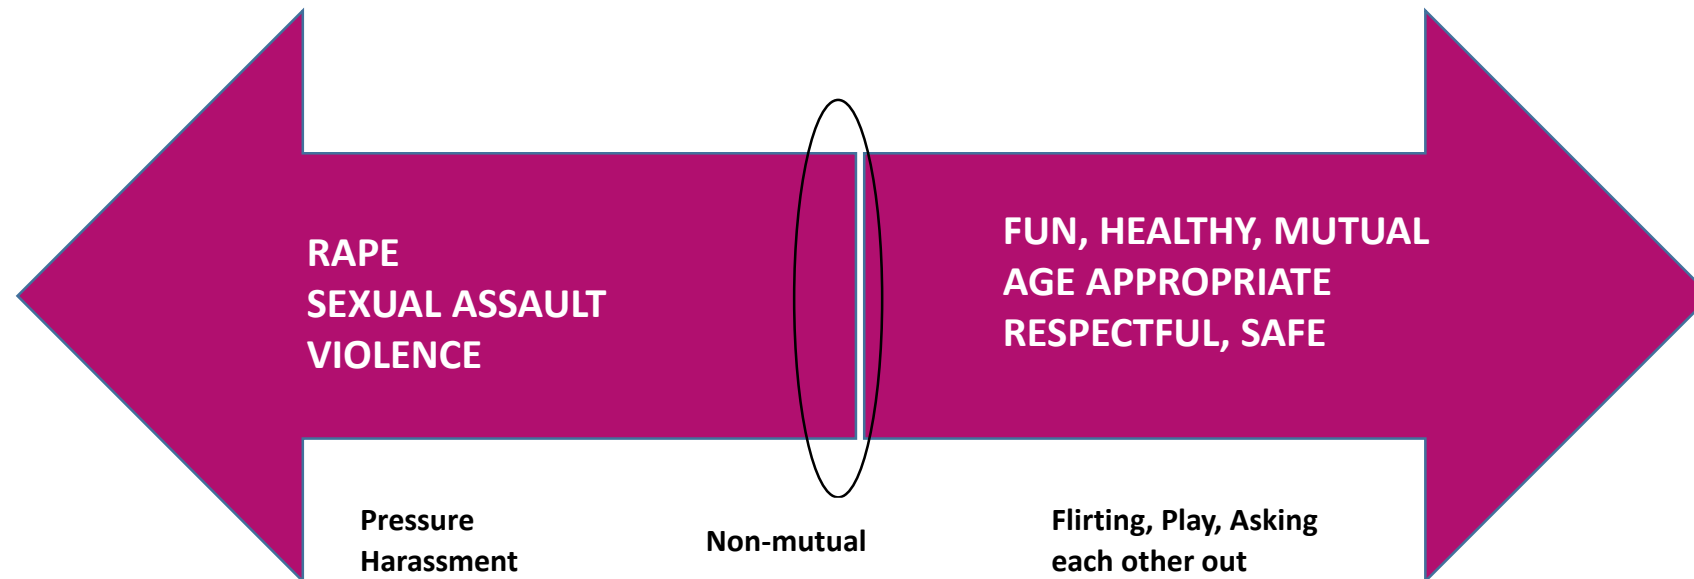 RAPE
SEXUAL ASSAULT
VIOLENCE
FUN, HEALTHY, MUTUAL
AGE APPROPRIATE
RESPECTFUL, SAFE
Pressure
Harassment
Non-mutual
Flirting, Play, Asking
each other out